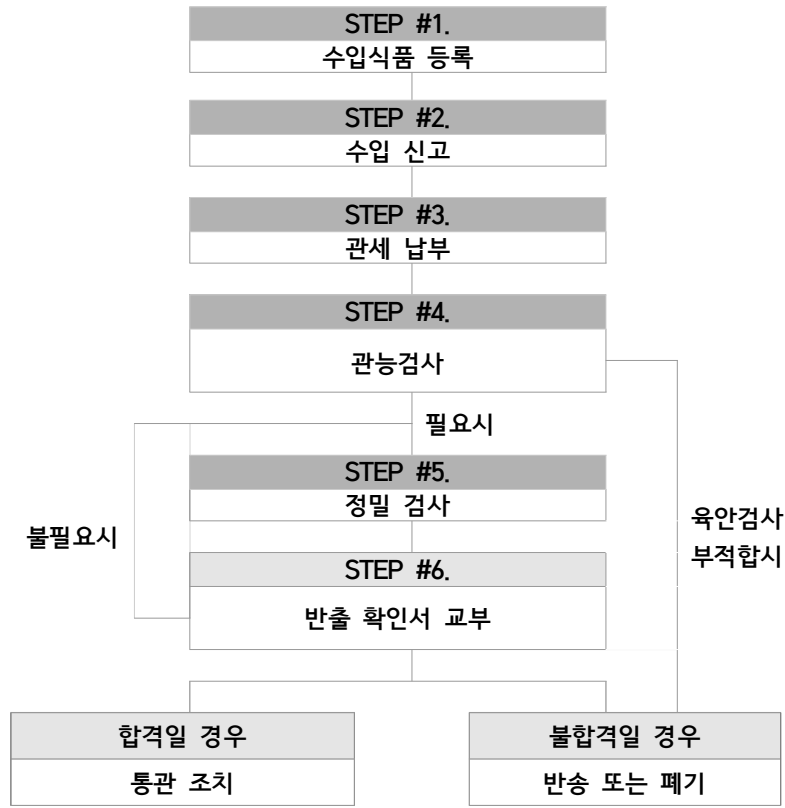 STEP #1.
수입식품 등록
STEP #2.
수입 신고
STEP #3.
관세 납부
STEP #4.
관능검사
필요시
STEP #5.
정밀 검사
불필요시
육안검사
부적합시
STEP #6.
반출 확인서 교부
합격일 경우
통관 조치
불합격일 경우
반송 또는 폐기